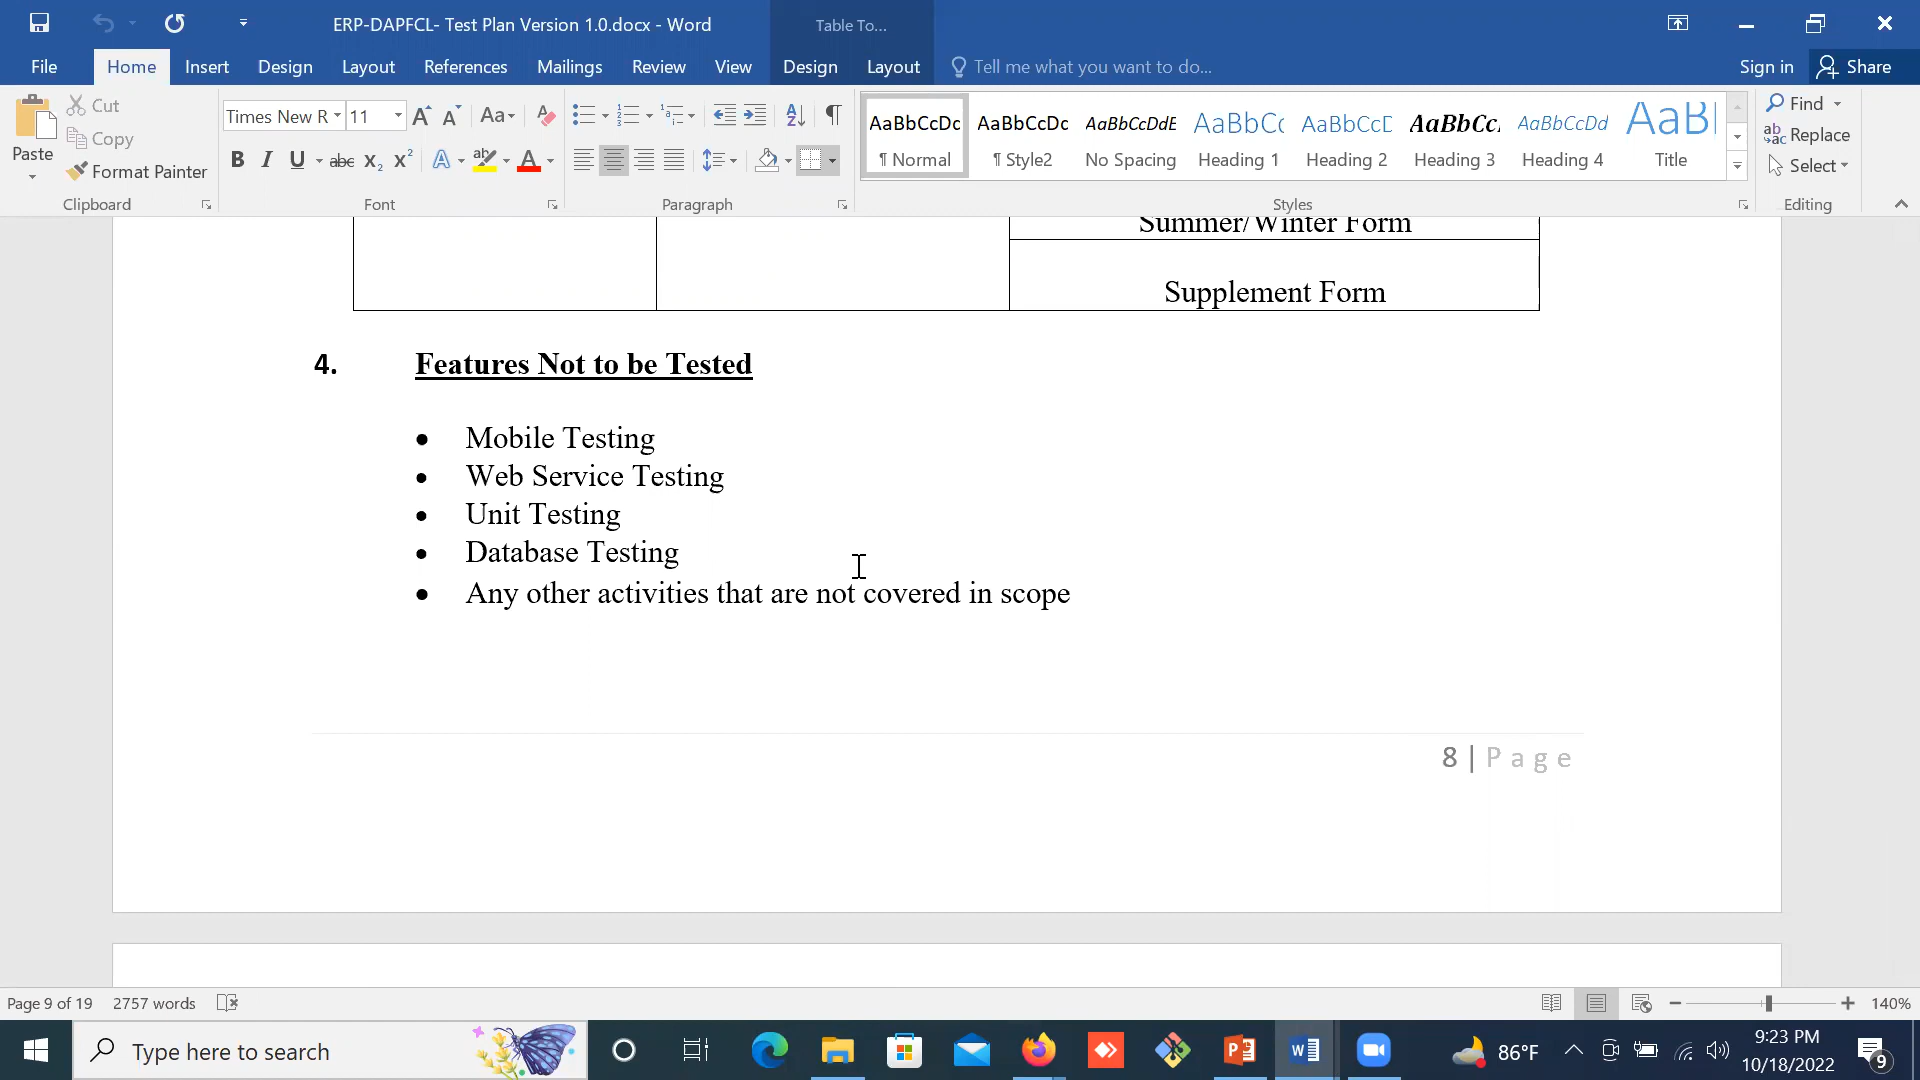 ERP-DAPFCL- Test Plan Version 1.0.docx - Word
Table To...
File
Home
Insert
Design
Layout
References
Mailings
Review
View
Design
Layout
Tell me what you want to do...
Sign in
Share
Paste
Cut
Copy
Format Painter
Clipboard
Times New R
11
Font
Paragraph
AaBbCcDc
¶ Normal
AaBbCcDc
¶ Style2
AaBbCcDdE
No Spacing
AaBbCc
Heading 1
AaBbCcD
Heading 2
AaBbCc
Heading 3
AaBbCcDd
Heading 4
AaBl
Title
Styles
Find
Replace
Select
Editing
Summer/Winter Form
Supplement Form
4. Features Not to be Tested
• Mobile Testing
• Web Service Testing
• Unit Testing
• Database Testing
• Any other activities that are not covered in scope
8 | Page
Page 9 of 19
2757 words
140%
Type here to search
86°F
9:23 PM
10/18/2022
9